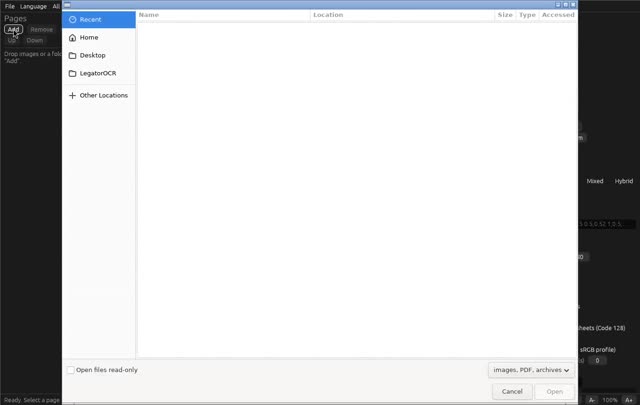 File Language All
Pages
Add Remove
Up Down
Drop images or a fol
"Add".
Recent
Home
Desktop
LegatorOCR
Other Locations
Name Location Size Type Accessed
Mixed Hybrid
heets (Code 128)
sRGB profile)
0
Open files read-only
images, PDF, archives
Cancel Open
Ready. Select a page
A- 100% A+